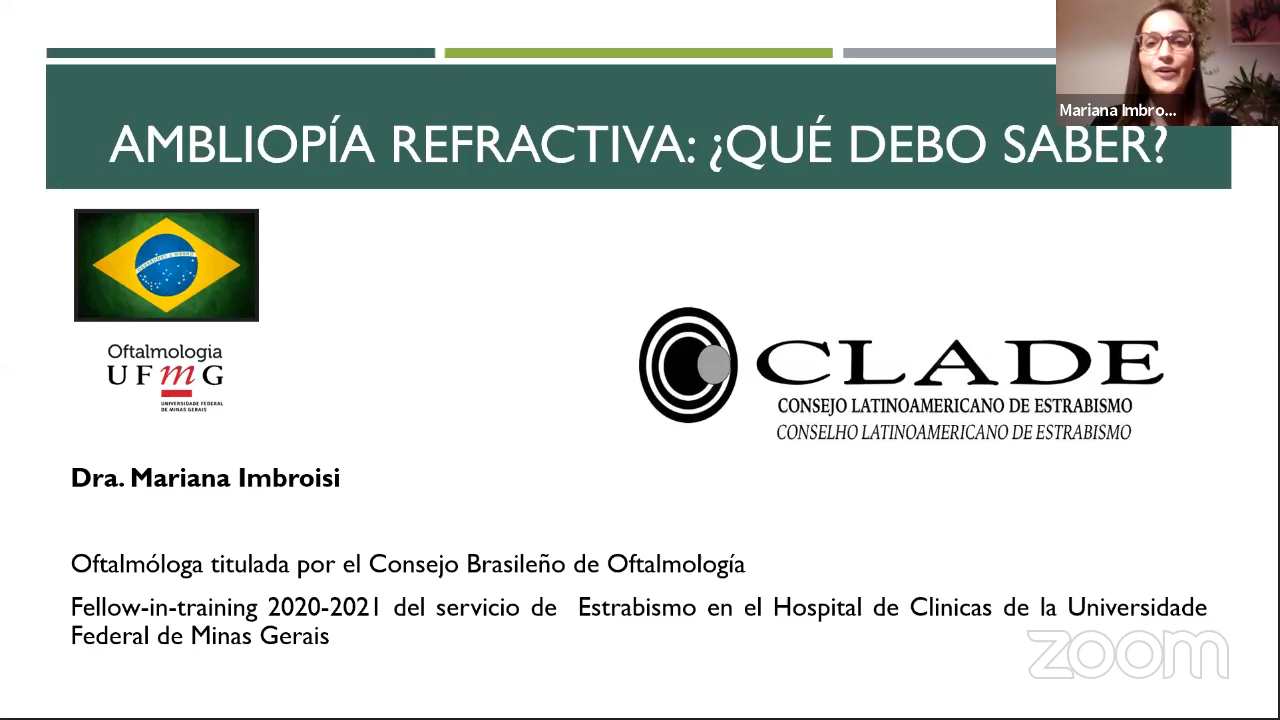 Mariana Imbro...
AMBLIOPÍA REFRACTIVA: ¿QUÉ DEBO SABER?
Oftalmologia
UFmG
UNIVERSIDADE FEDERAL
DE MINAS GERAIS
CLADE
CONSEJO LATINOAMERICANO DE ESTRABISMO
CONSELHO LATINOAMERICANO DE ESTRABISMO
Dra. Mariana Imbroisi
Oftalmóloga titulada por el Consejo Brasileño de Oftalmología
Fellow-in-training 2020-2021 del servicio de Estrabismo en el Hospital de Clinicas de la Universidade
Federal de Minas Gerais
zoom